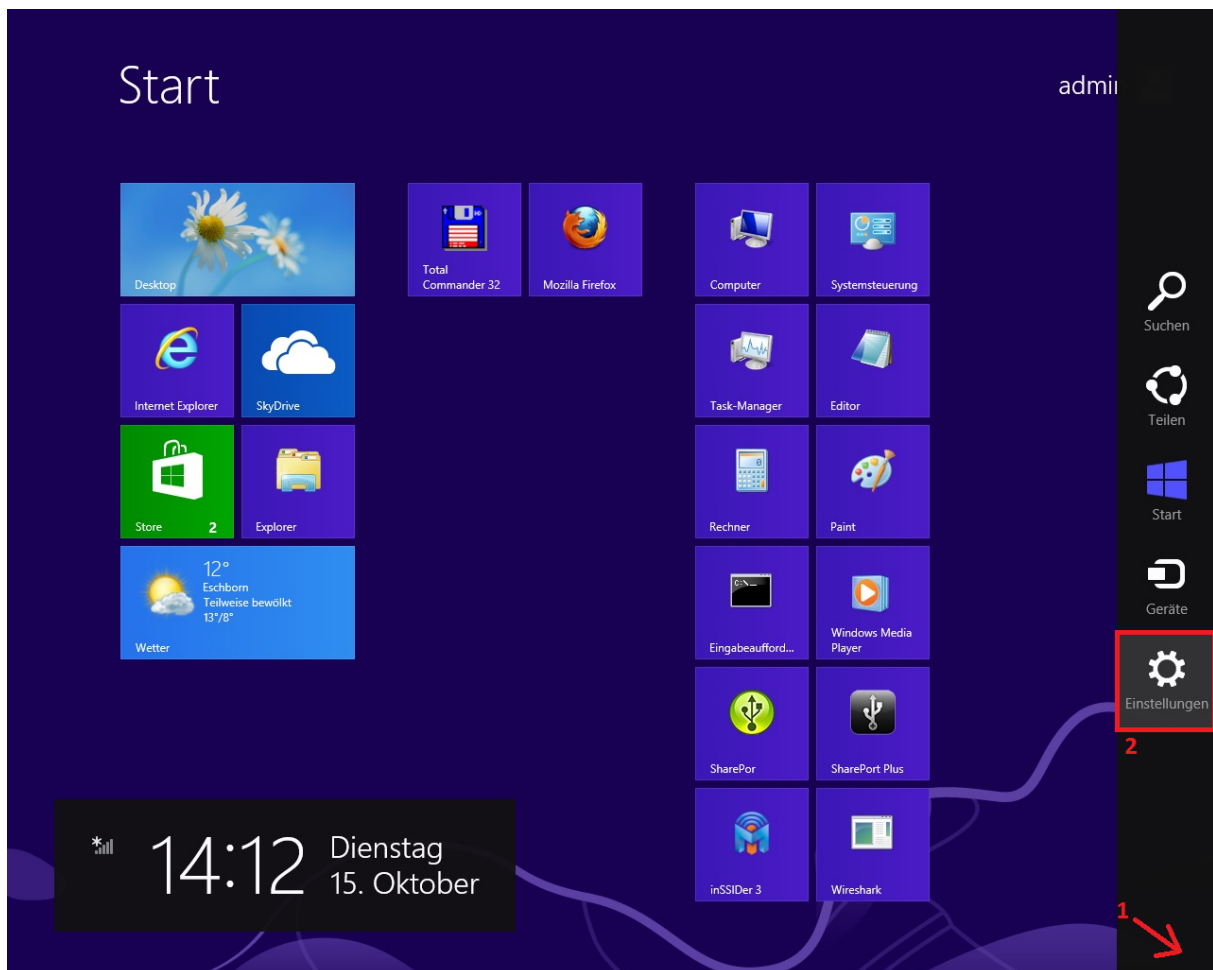 Start
admi
Desktop
Internet Explorer
SkyDrive
Store
2
Explorer
12°
Eschborn
Teilweise bewölkt
13°/8°
Wetter
Total
Commander 32
Mozilla Firefox
Computer
Systemsteuerung
Task-Manager
Editor
Rechner
Paint
C:\_
Eingabeaufford...
Windows Media
Player
SharePor
SharePort Plus
inSSIDer 3
Wireshark
Suchen
Teilen
Start
Geräte
Einstellungen
2
1
14:12
Dienstag
15. Oktober